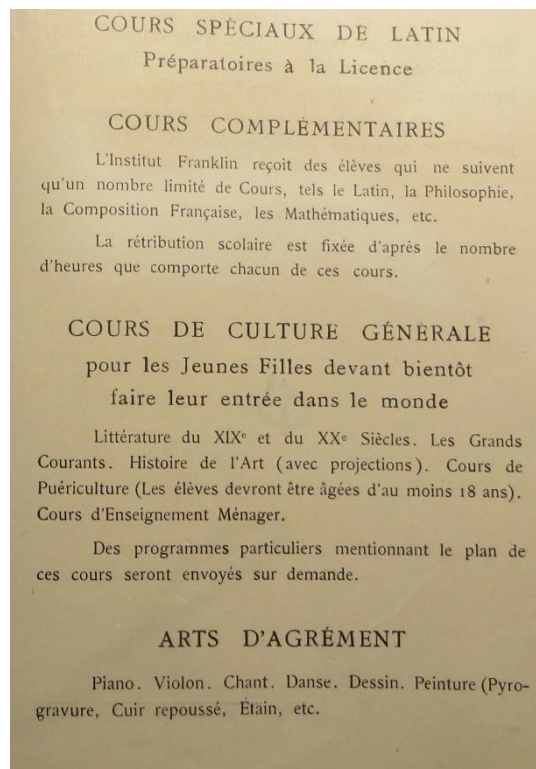 COURS SPÉCIAUX DE LATIN
Préparatoires à la Licence
COURS COMPLÉMENTAIRES
L'Institut Franklin reçoit des élèves qui ne suivent
qu'un nombre limité de Cours, tels le Latin, la Philosophie,
la Composition Française, les Mathématiques, etc.
La rétribution scolaire est fixée d'après le nombre
d'heures que comporte chacun de ces cours.
COURS DE CULTURE GÉNÉRALE
pour les Jeunes Filles devant bientôt
faire leur entrée dans le monde
Littérature du XIXe et du XXe Siècles. Les Grands
Courants. Histoire de l'Art (avec projections). Cours de
Puériculture (Les élèves devront être âgées d'au moins 18 ans).
Cours d'Enseignement Ménager.
Des programmes particuliers mentionnant le plan de
ces cours seront envoyés sur demande.
ARTS D'AGRÉMENT
Piano. Violon. Chant. Danse. Dessin. Peinture (Pyro-
gravure, Cuir repoussé, Étain, etc.